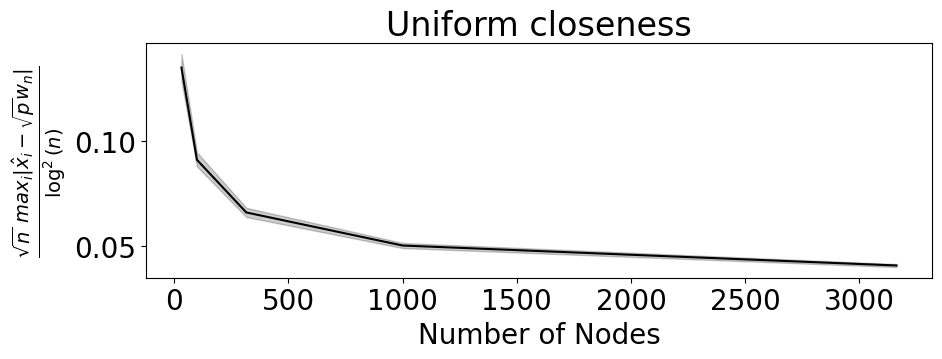 Uniform closeness
√n max_i|x̂_i − √p w_n|
log²(n)
0.10
0.05
0 500 1000 1500 2000 2500 3000
Number of Nodes